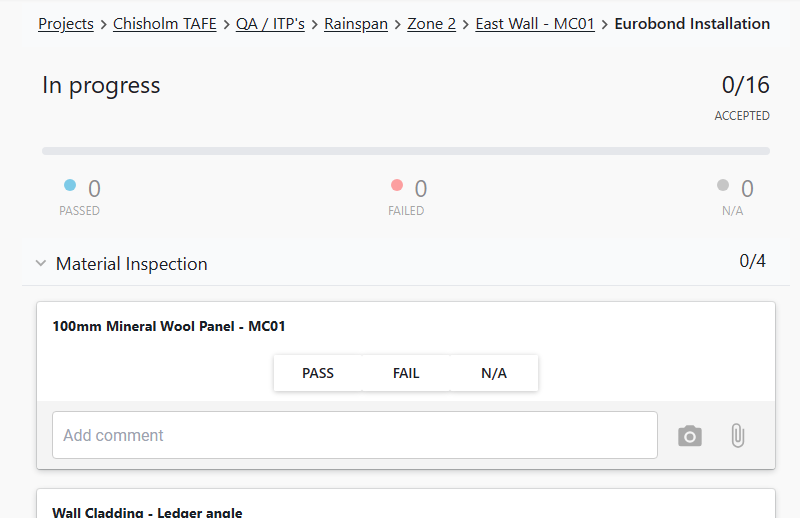 Projects > Chisholm TAFE > QA / ITP's > Rainspan > Zone 2 > East Wall - MC01 > Eurobond Installation
In progress 0/16
ACCEPTED
0 0 0
PASSED FAILED N/A
Material Inspection 0/4
100mm Mineral Wool Panel - MC01
PASS FAIL N/A
Add comment
Wall Cladding - Ledger angle